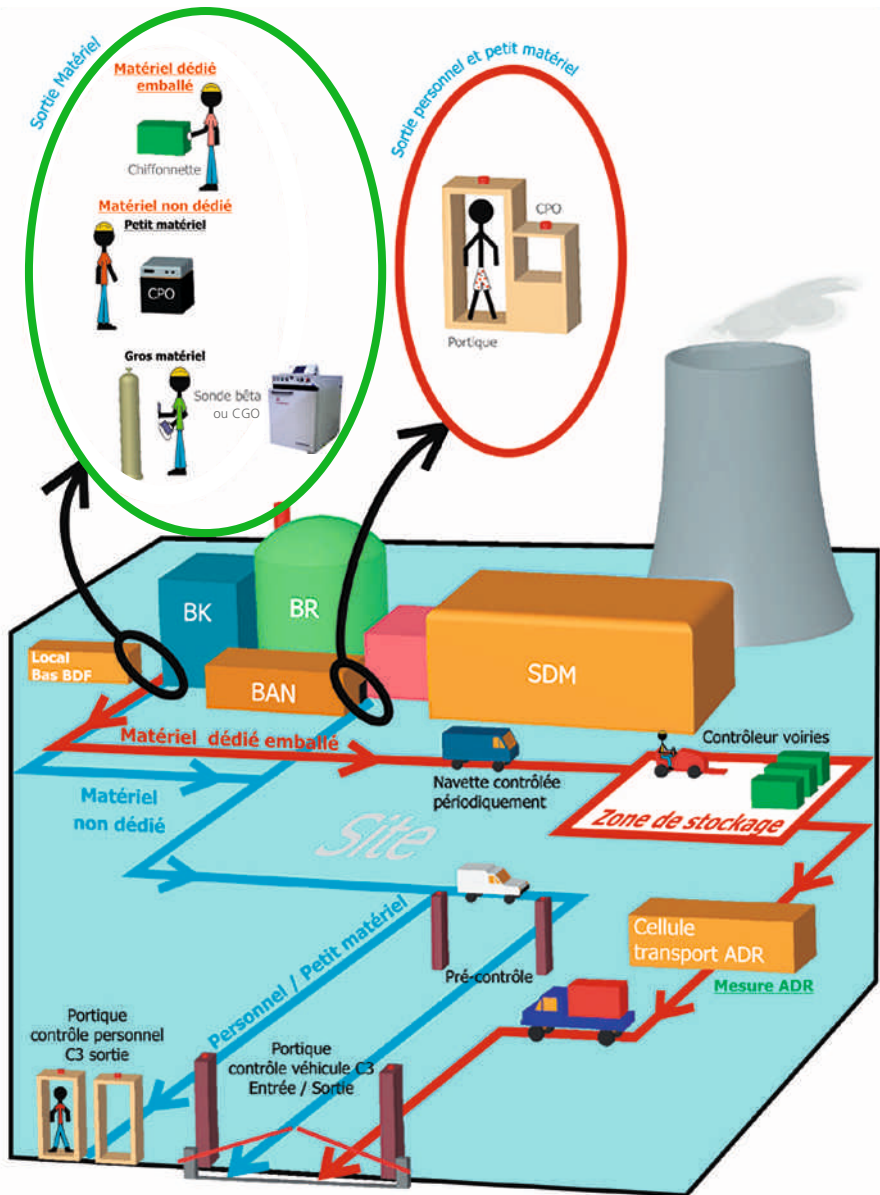 Sortie Matériel
Matériel dédié
emballé
Chiffonnette
Matériel non dédié
Petit matériel
CPO
Gros matériel
Sonde bêta
ou CGO
Sortie personnel et petit matériel
CPO
Portique
BK
BR
Local
Bas BDF
BAN
SDM
Matériel dédié emballé
Navette contrôlée
périodiquement
Contrôleur voiries
Zone de stockage
Matériel
non dédié
Site
Personnel / Petit matériel
Pré-contrôle
Cellule
transport ADR
Mesure ADR
Portique
contrôle personnel
C3 sortie
Portique
contrôle véhicule C3
Entrée / Sortie